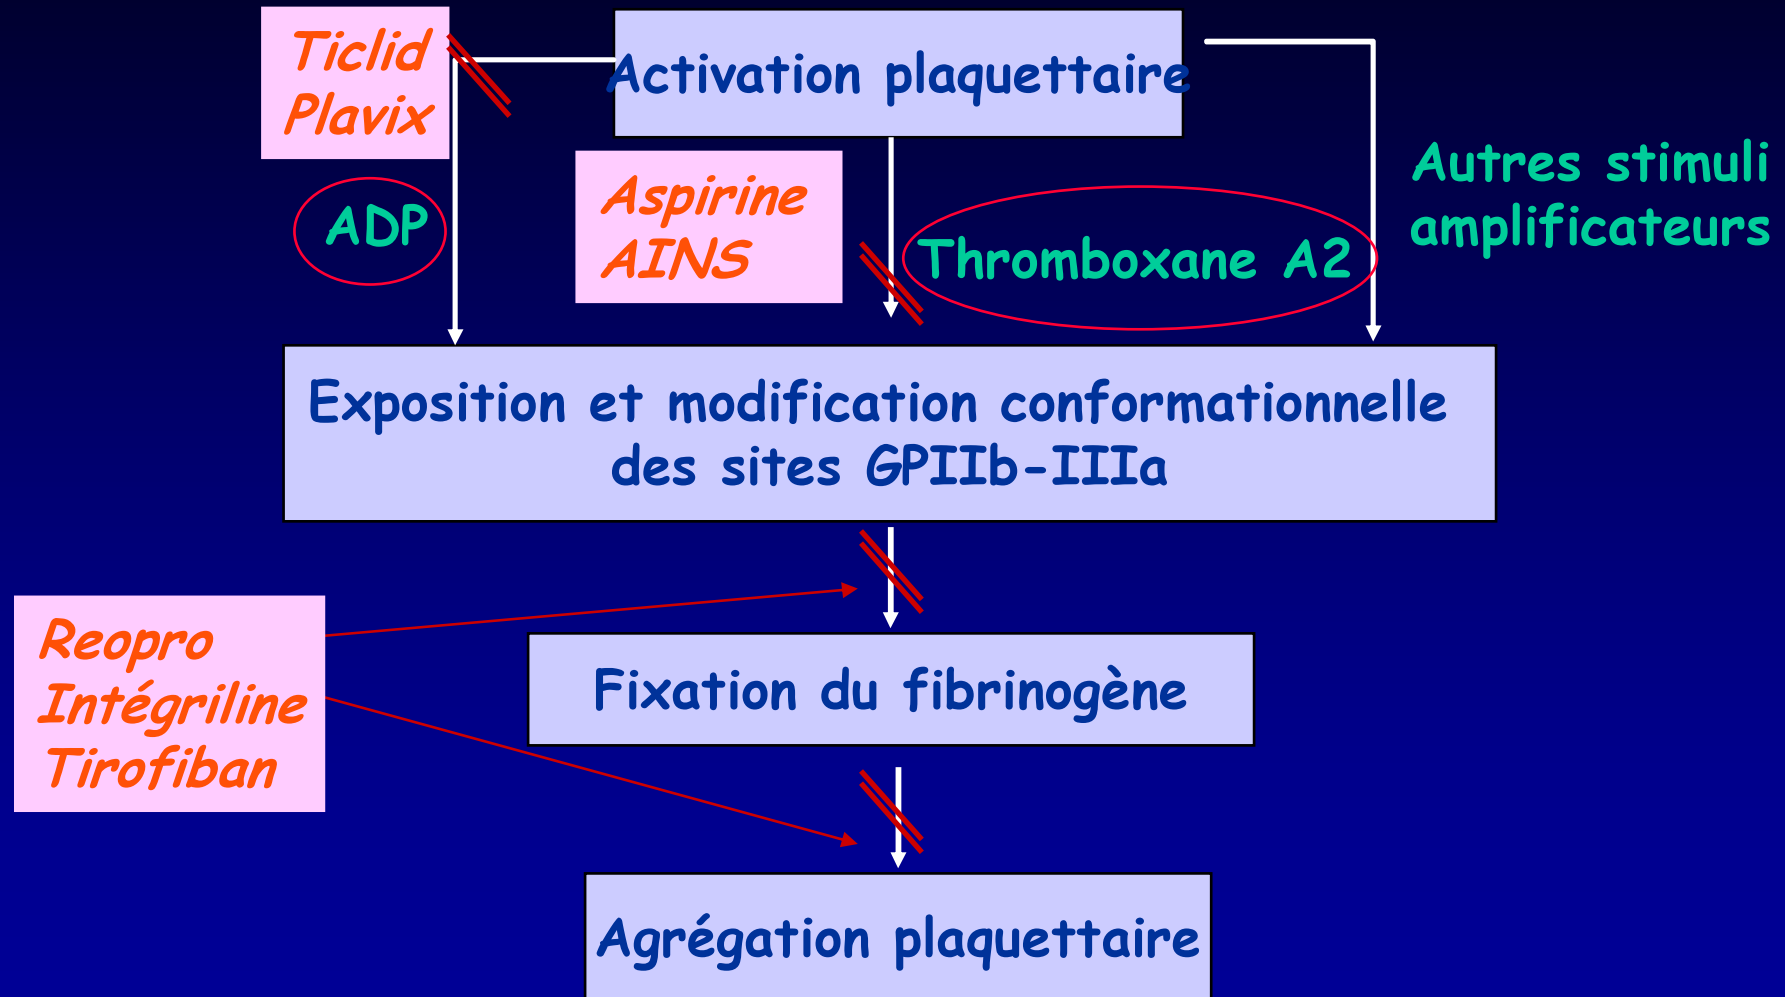 Ticlid
Plavix
Activation plaquettaire
Autres stimuli
amplificateurs
ADP
Aspirine
AINS
Thromboxane A2
Exposition et modification conformationnelle
des sites GPIIb-IIIa
Reopro
Intégriline
Tirofiban
Fixation du fibrinogène
Agrégation plaquettaire